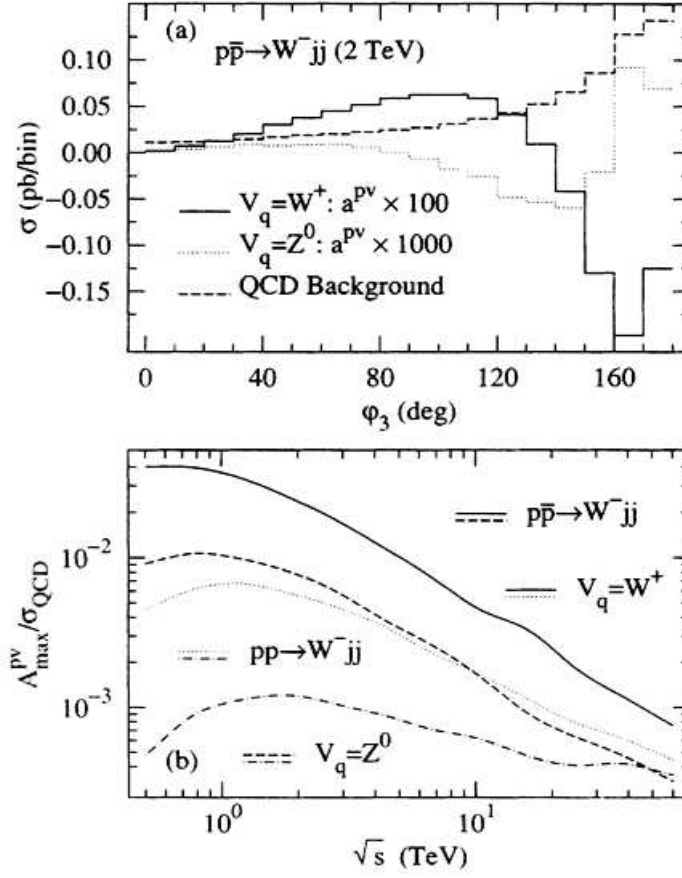 (a)
pp̄→W⁻jj (2 TeV)
0.10
0.05
0.00
−0.05
−0.10
−0.15
σ (pb/bin)
V_q=W⁺: a^pv × 100
V_q=Z⁰: a^pv × 1000
QCD Background
0 40 80 120 160
φ₃ (deg)
pp̄→W⁻jj
V_q=W⁺
10⁻²
A^pv_max/σ_QCD
pp→W⁻jj
10⁻³
(b)
V_q=Z⁰
10⁰ 10¹
√s (TeV)